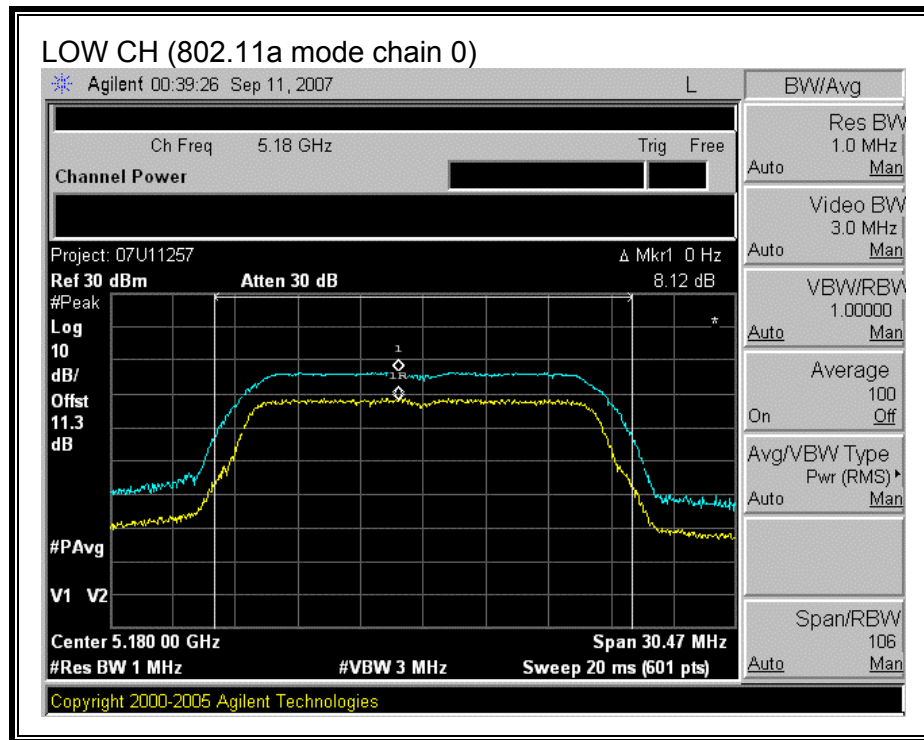 LOW CH (802.11a mode chain 0)
Agilent 00:39:26 Sep 11, 2007 L
BW/Avg
Ch Freq 5.18 GHz Trig Free
Channel Power
Res BW
1.0 MHz
Auto Man
Video BW
3.0 MHz
Auto Man
Project: 07U11257 Δ Mkr1 0 Hz
Ref 30 dBm Atten 30 dB 8.12 dB
#Peak
Log
10
dB/
Offst
11.3
dB
1
1R
*
#PAvg
V1 V2
VBW/RBW
1.00000
Auto Man
Average
100
On Off
Avg/VBW Type
Pwr (RMS)
Auto Man
Span/RBW
106
Auto Man
Center 5.180 00 GHz Span 30.47 MHz
#Res BW 1 MHz #VBW 3 MHz Sweep 20 ms (601 pts)
Copyright 2000-2005 Agilent Technologies